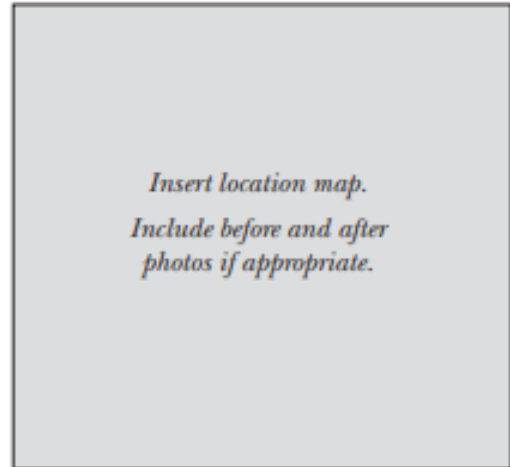 Insert location map.
Include before and after
photos if appropriate.